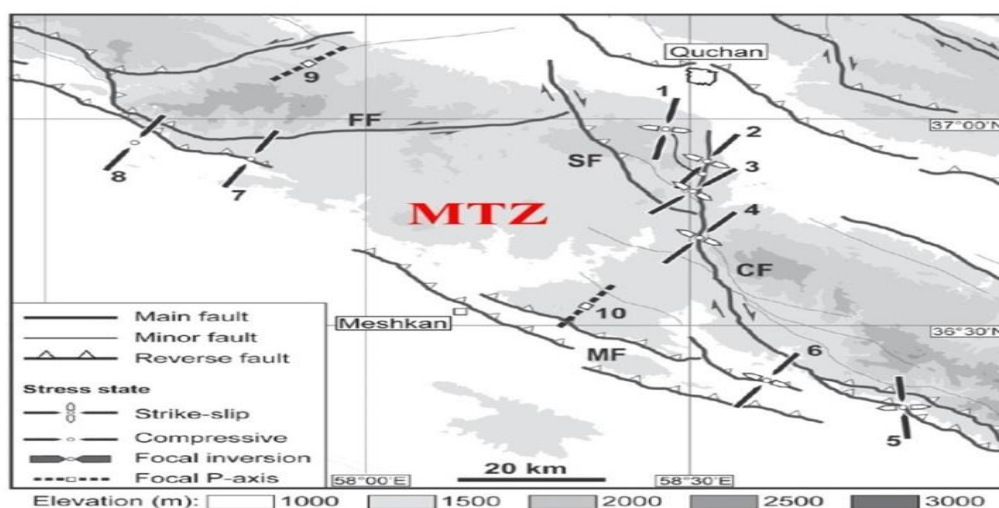 Quchan
1
9
2
37°00'N
FF
SF
3
8
7
MTZ
4
CF
Main fault
Minor fault
Reverse fault
Meshkan
10
36°30'N
MF
6
Stress state
Strike-slip
Compressive
Focal inversion
Focal P-axis
5
20 km
58°00'E
58°30'E
Elevation (m): 1000 1500 2000 2500 3000